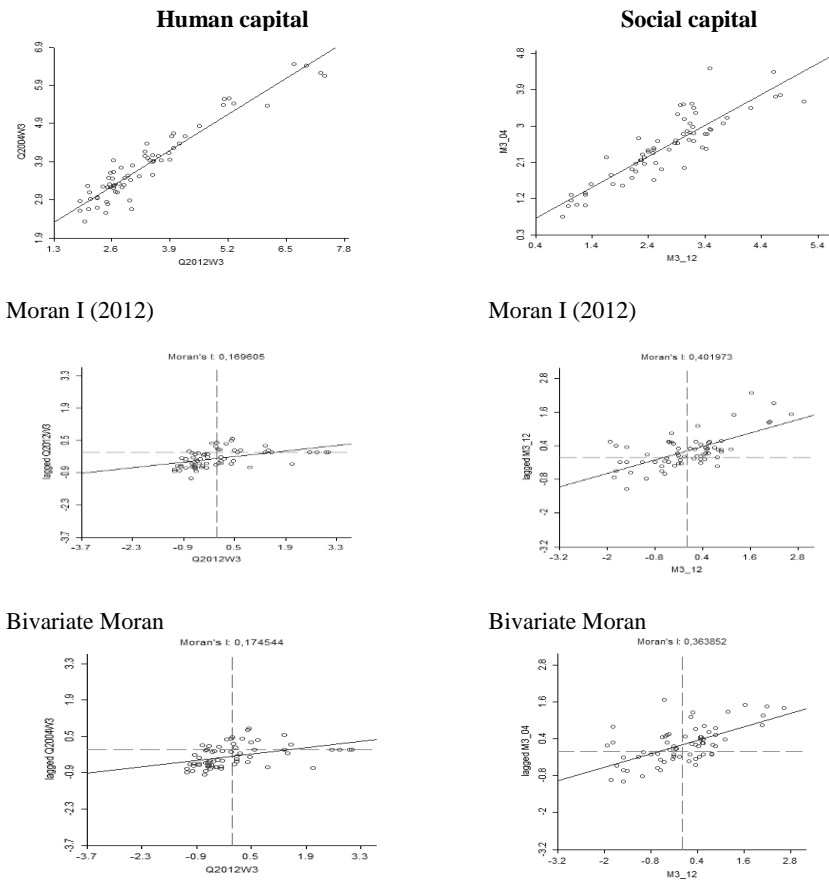 Human capital
Social capital
6.9
5.9
4.9
3.9
2.9
1.9
Q2004W3
1.3 2.6 3.9 5.2 6.5 7.8
Q2012W3
4.8
3.9
3
2.1
1.2
0.3
M3_04
0.4 1.4 2.4 3.4 4.4 5.4
M3_12
Moran I (2012)
Moran I (2012)
Moran's I: 0,169605
3.3
1.9
0.5
-0.9
-2.3
-3.7
lagged Q2012W3
-3.7 -2.3 -0.9 0.5 1.9 3.3
Q2012W3
Moran's I: 0,401973
2.8
1.6
0.4
-0.8
-2
-3.2
lagged M3_12
-3.2 -2 -0.8 0.4 1.6 2.8
M3_12
Bivariate Moran
Bivariate Moran
Moran's I: 0,174544
3.3
1.9
0.5
-0.9
-2.3
-3.7
lagged Q2004W3
-3.7 -2.3 -0.9 0.5 1.9 3.3
Q2012W3
Moran's I: 0,363852
2.8
1.6
0.4
-0.8
-2
-3.2
lagged M3_04
-3.2 -2 -0.8 0.4 1.6 2.8
M3_12